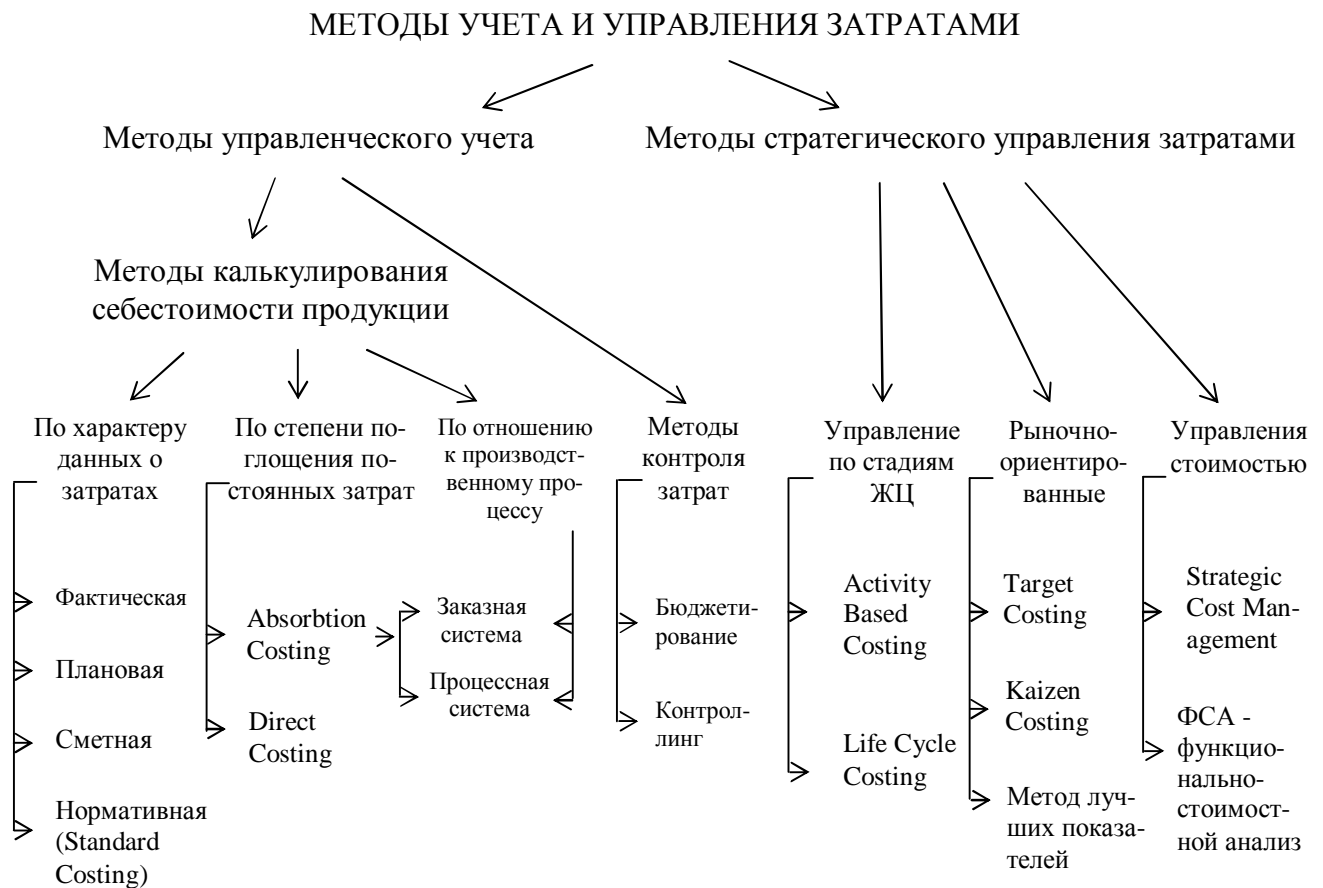 МЕТОДЫ УЧЕТА И УПРАВЛЕНИЯ ЗАТРАТАМИ
Методы управленческого учета
Методы стратегического управления затратами
Методы калькулирования
себестоимости продукции
По характеру
данных о
затратах
По степени по-
глощения по-
стоянных затрат
По отношению
к производст-
венному про-
цессу
Методы
контроля
затрат
Управление
по стадиям
ЖЦ
Рыночно-
ориентиро-
ванные
Управления
стоимостью
Фактическая
Плановая
Сметная
Нормативная
(Standard
Costing)
Absorbtion
Costing
Direct
Costing
Заказная
система
Процессная
система
Бюджети-
рование
Контрол-
линг
Activity
Based
Costing
Life Cycle
Costing
Target
Costing
Kaizen
Costing
Метод луч-
ших показа-
телей
Strategic
Cost Man-
agement
ФСА -
функцио-
нально-
стоимост-
ной анализ